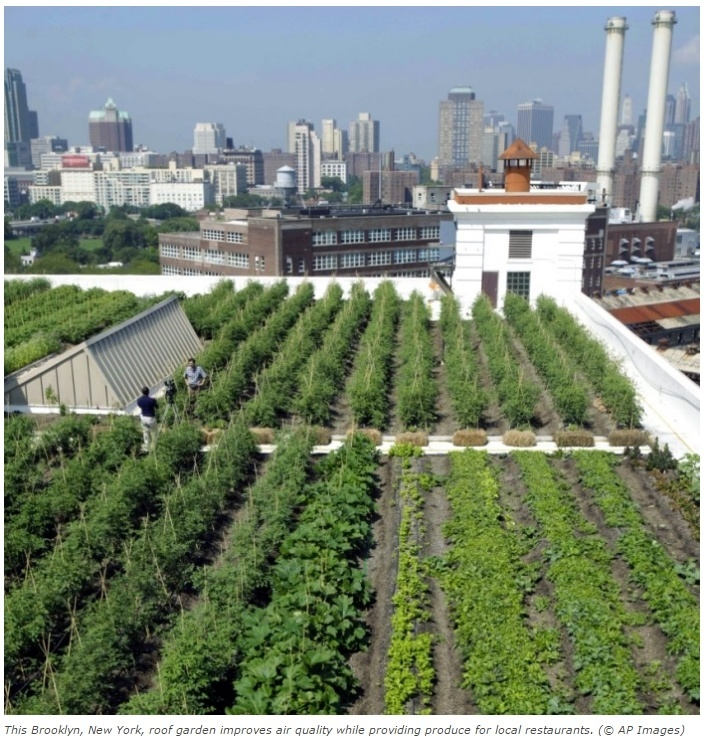 This Brooklyn, New York, roof garden improves air quality while providing produce for local restaurants. (© AP Images)